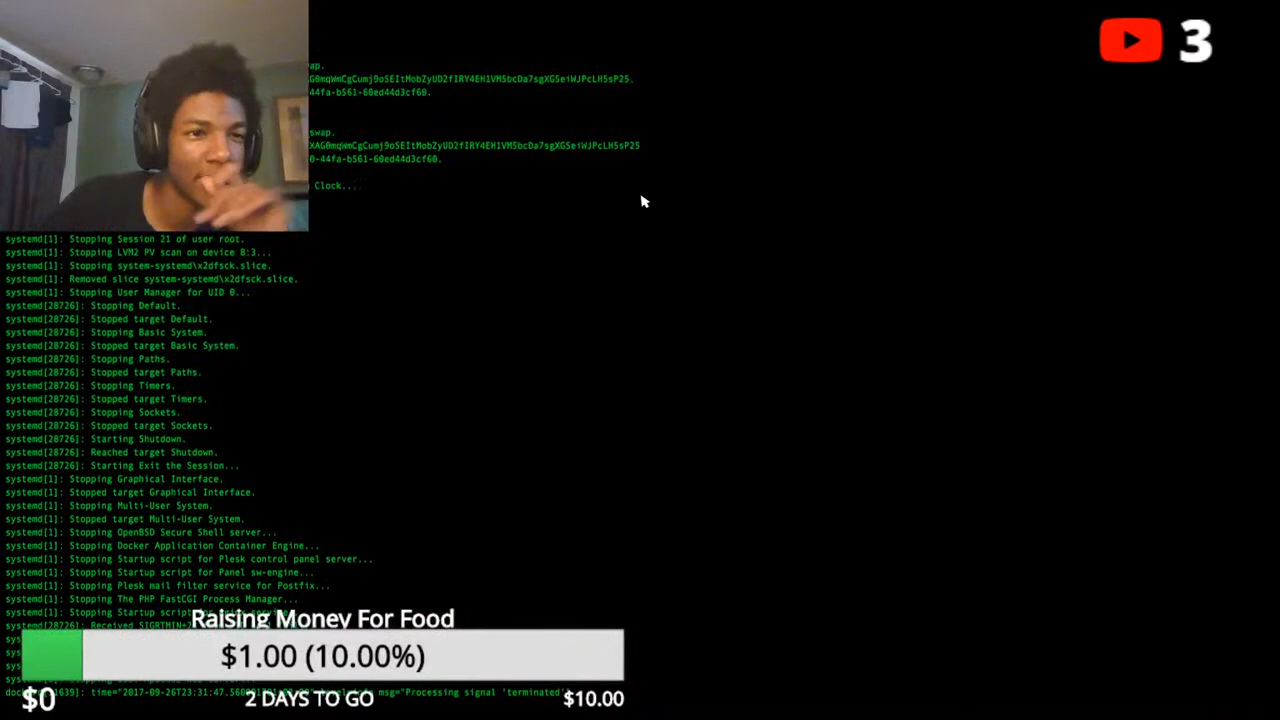 3
ap.
G0mqWmCgCumj9oSEItMobZyUD2fIRY4EH1VM5bcDa7sgXGSeiWJPcLH5sP25.
44fa-b561-60ed44d3cf60.
swap.
XAG0mqWmCgCumj9oSEItMobZyUD2fIRY4EH1VM5bcDa7sgXGSeiWJPcLH5sP25
0-44fa-b561-60ed44d3cf60.
Clock...
systemd[1]: Stopping Session 21 of user root.
systemd[1]: Stopping LVM2 PV scan on device 8:3...
systemd[1]: Stopping system-systemd\x2dfsck.slice.
systemd[1]: Removed slice system-systemd\x2dfsck.slice.
systemd[1]: Stopping User Manager for UID 0...
systemd[28726]: Stopping Default.
systemd[28726]: Stopped target Default.
systemd[28726]: Stopping Basic System.
systemd[28726]: Stopped target Basic System.
systemd[28726]: Stopping Paths.
systemd[28726]: Stopped target Paths.
systemd[28726]: Stopping Timers.
systemd[28726]: Stopped target Timers.
systemd[28726]: Stopping Sockets.
systemd[28726]: Stopped target Sockets.
systemd[28726]: Starting Shutdown.
systemd[28726]: Reached target Shutdown.
systemd[28726]: Starting Exit the Session...
systemd[1]: Stopping Graphical Interface.
systemd[1]: Stopped target Graphical Interface.
systemd[1]: Stopping Multi-User System.
systemd[1]: Stopped target Multi-User System.
systemd[1]: Stopping OpenBSD Secure Shell server...
systemd[1]: Stopping Docker Application Container Engine...
systemd[1]: Stopping Startup script for Plesk control panel server...
systemd[1]: Stopping Startup script for Panel sw-engine...
systemd[1]: Stopping Plesk mail filter service for Postfix...
systemd[1]: Stopping The PHP FastCGI Process Manager...
systemd[1]: Stopping Startup script
systemd[28726]: Received
Raising Money For Food
$1.00 (10.00%)
msg="Processing signal 'terminated'
$0
2 DAYS TO GO
$10.00